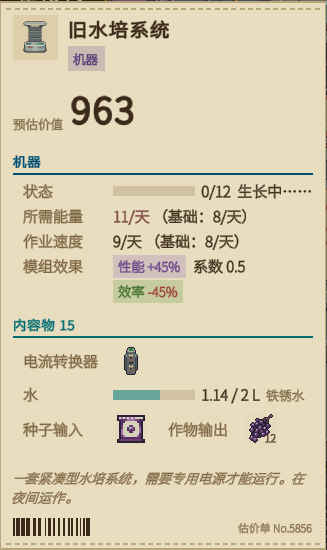 旧水培系统
机器
预估价值 963
机器
状态 0/12 生长中……
所需能量 11/天 （基础：8/天）
作业速度 9/天 （基础：8/天）
模组效果 性能 +45% 系数 0.5
效率 -45%
内容物 15
电流转换器
水 1.14 / 2 L 铁锈水
种子输入 作物输出 12
一套紧凑型水培系统，需要专用电源才能运行。在
夜间运作。
估价单 No.5856